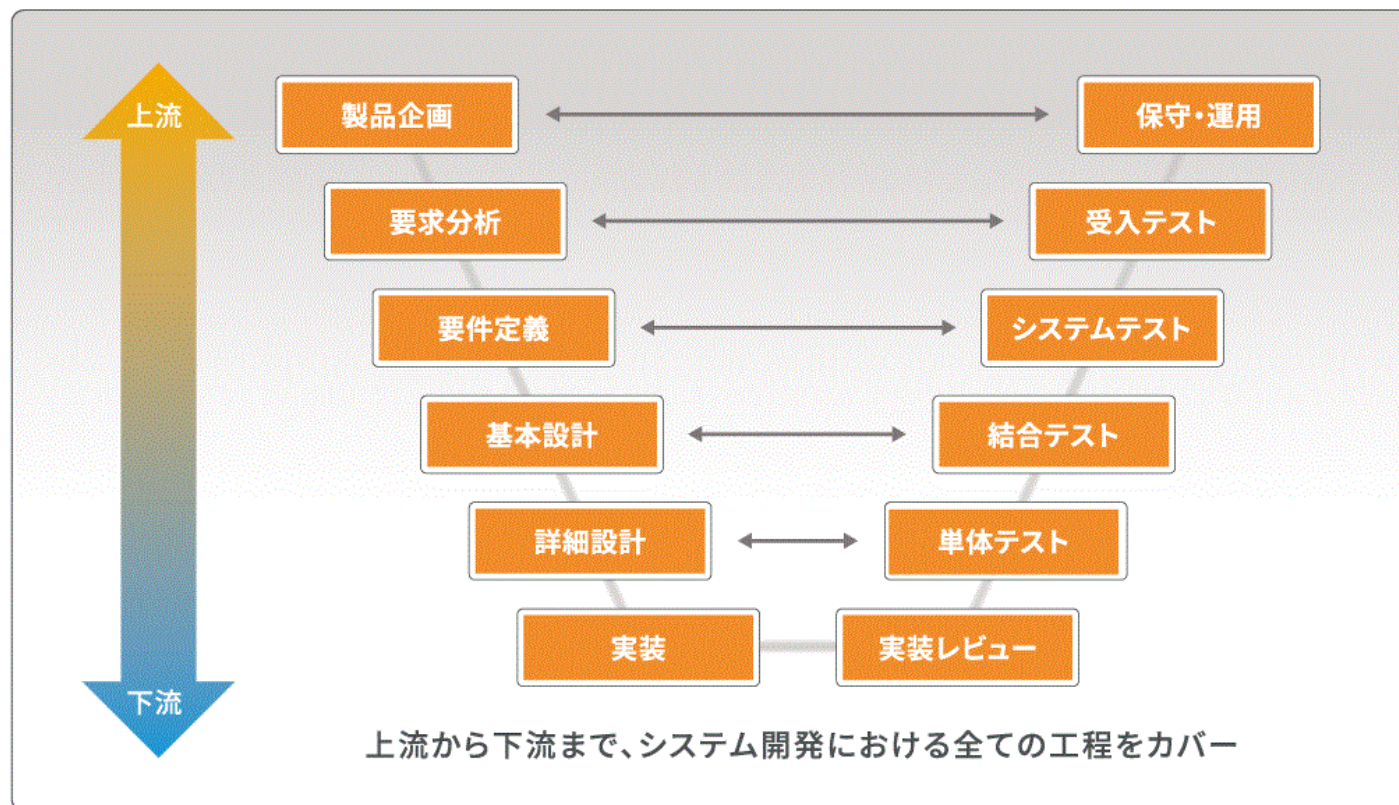 上流
製品企画
保守・運用
要求分析
受入テスト
要件定義
システムテスト
基本設計
結合テスト
詳細設計
単体テスト
実装
実装レビュー
下流
上流から下流まで、システム開発における全ての工程をカバー